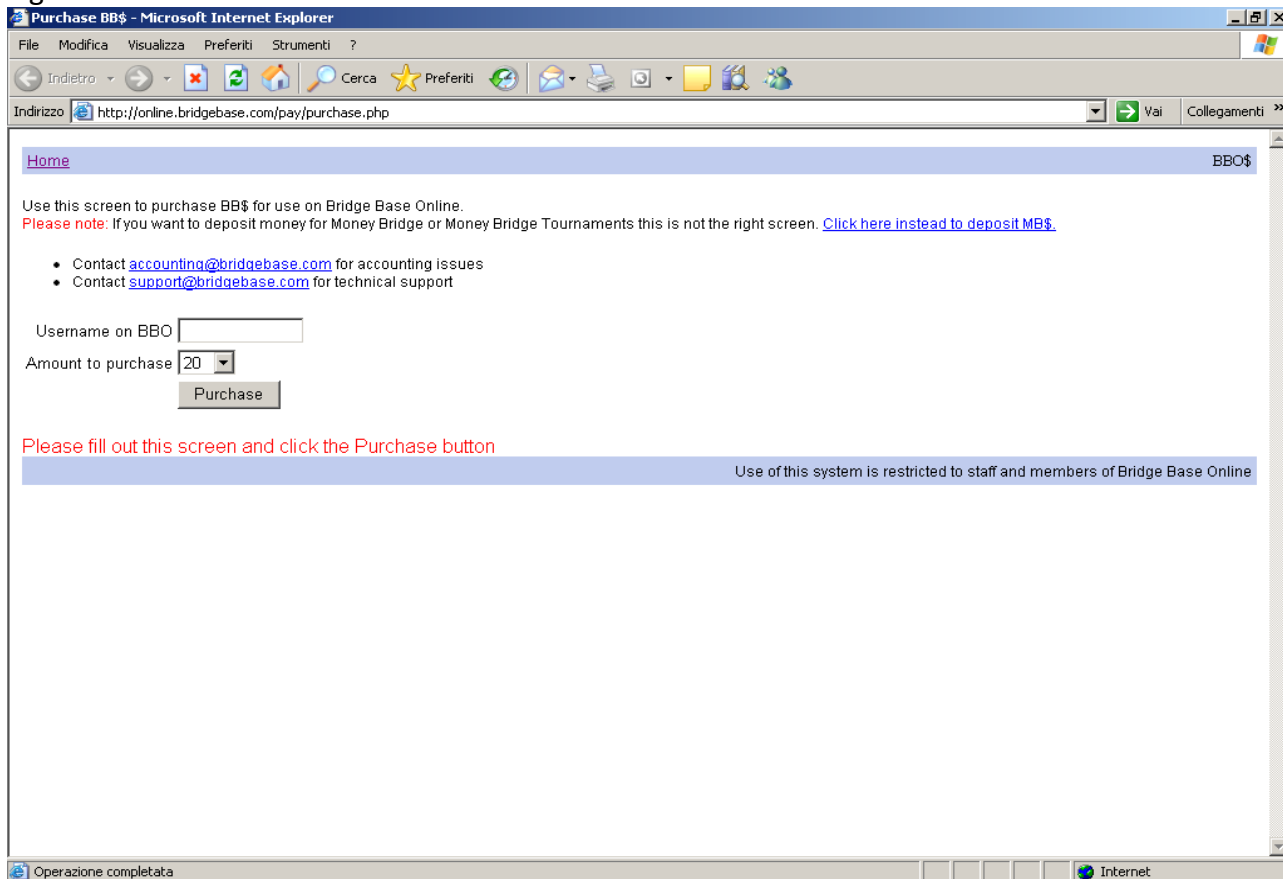 Purchase BB$ - Microsoft Internet Explorer
File Modifica Visualizza Preferiti Strumenti ?
Indietro Cerca Preferiti
Indirizzo http://online.bridgebase.com/pay/purchase.php Vai Collegamenti »
Home BBO$
Use this screen to purchase BB$ for use on Bridge Base Online.
Please note: If you want to deposit money for Money Bridge or Money Bridge Tournaments this is not the right screen. Click here instead to deposit MB$.
• Contact accounting@bridgebase.com for accounting issues
• Contact support@bridgebase.com for technical support
Username on BBO
Amount to purchase 20
Purchase
Please fill out this screen and click the Purchase button
Use of this system is restricted to staff and members of Bridge Base Online
Operazione completata Internet